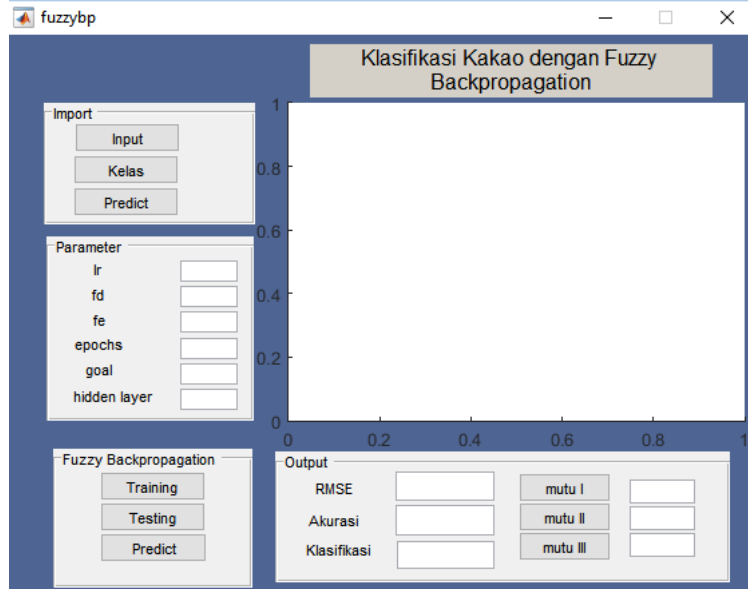 fuzzybp
Klasifikasi Kakao dengan Fuzzy
Backpropagation
Import
Input
Kelas
Predict
Parameter
lr
fd
fe
epochs
goal
hidden layer
Fuzzy Backpropagation
Training
Testing
Predict
1
0.8
0.6
0.4
0.2
0
0 0.2 0.4 0.6 0.8 1
Output
RMSE
Akurasi
Klasifikasi
mutu I
mutu II
mutu III